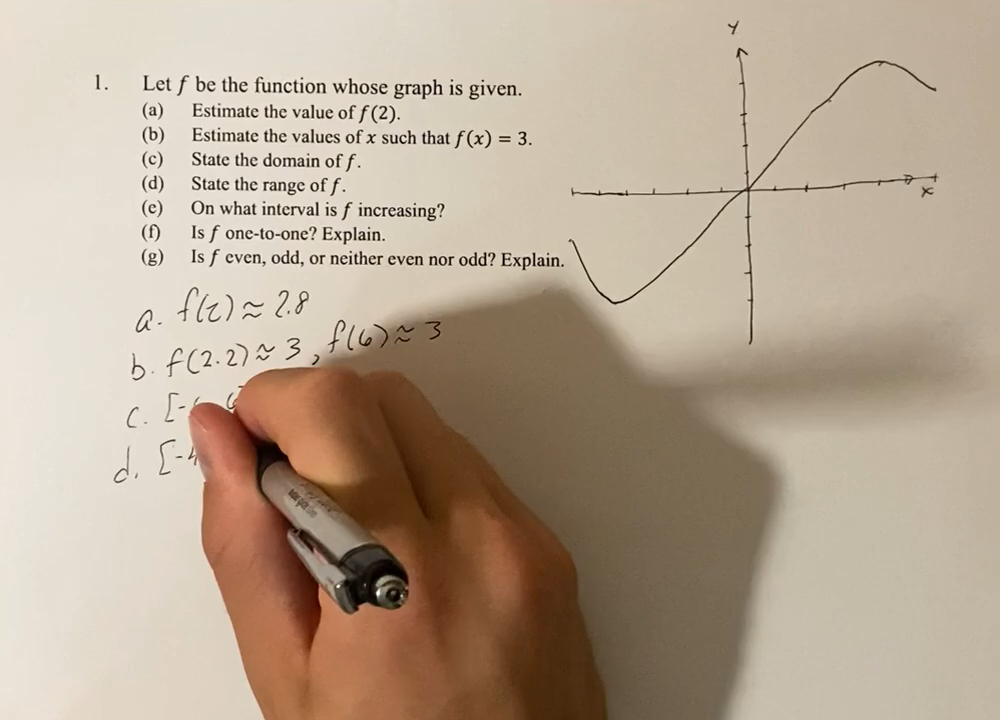 1. Let f be the function whose graph is given.
(a) Estimate the value of f(2).
(b) Estimate the values of x such that f(x) = 3.
(c) State the domain of f.
(d) State the range of f.
(e) On what interval is f increasing?
(f) Is f one-to-one? Explain.
(g) Is f even, odd, or neither even nor odd? Explain.
Y
x
a. f(2) ≈ 2.8
b. f(2.2) ≈ 3, f(6) ≈ 3
c. [-
d. [-4